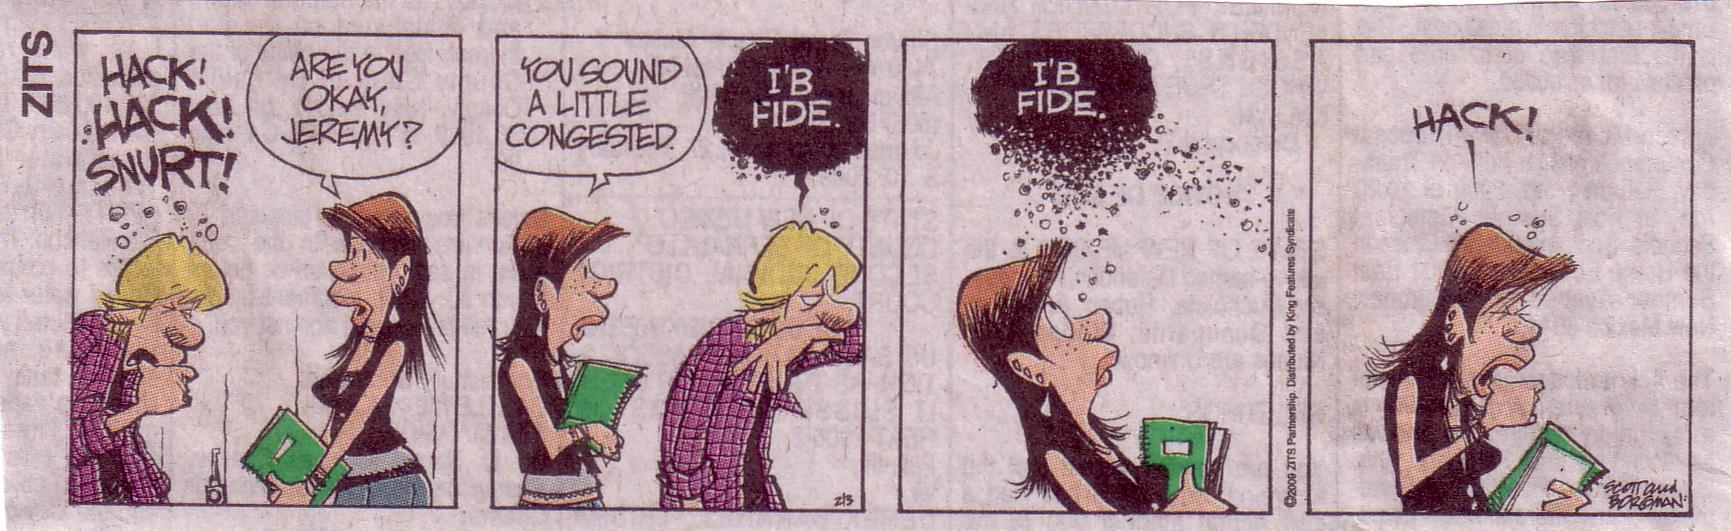 ZITS
HACK!
HACK!
SNURT!
ARE YOU
OKAY,
JEREMY?
YOU SOUND
A LITTLE
CONGESTED.
I'B
FIDE.
2/3
I'B
FIDE.
©2009 ZITS Partnership. Distributed by King Features Syndicate
HACK!
SCOTT and
BORGMAN